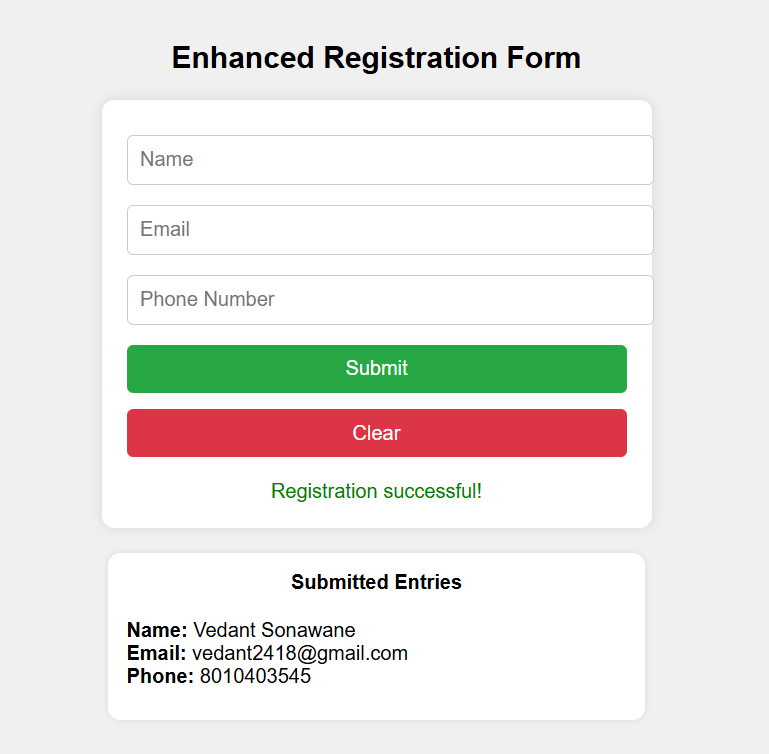 Enhanced Registration Form
Name
Email
Phone Number
Submit
Clear
Registration successful!
Submitted Entries
Name: Vedant Sonawane
Email: vedant2418@gmail.com
Phone: 8010403545